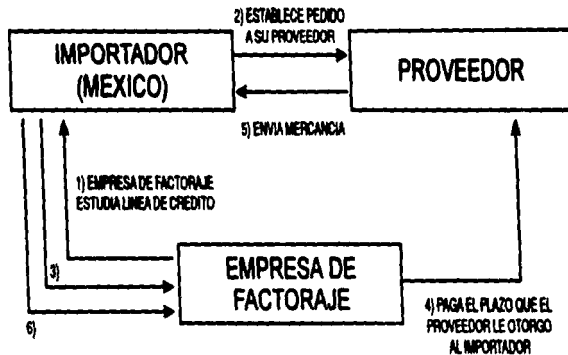 2) ESTABLECE PEDIDO
A SU PROVEEDOR
IMPORTADOR
(MEXICO)
PROVEEDOR
5) ENVIA MERCANCIA
1) EMPRESA DE FACTORAJE
ESTUDIA LINEA DE CREDITO
3)
EMPRESA DE
FACTORAJE
4) PAGA EL PLAZO QUE EL
PROVEEDOR LE OTORGO
AL IMPORTADOR
6)